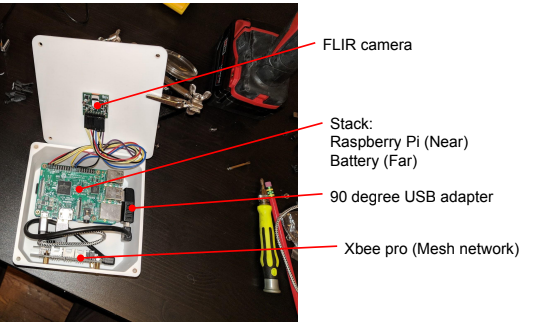 FLIR camera
Stack:
Raspberry Pi (Near)
Battery (Far)
90 degree USB adapter
Xbee pro (Mesh network)